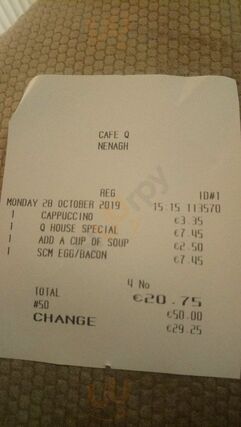 CAFE Q
NENAGH
REG ID#1
MONDAY 28 OCTOBER 2019 15:15 113570
1 CAPPUCCINO €3.35
1 Q HOUSE SPECIAL €7.45
1 ADD A CUP OF SOUP €2.50
1 SCM EGG/BACON €7.45
4 No
TOTAL €20.75
#50 €50.00
CHANGE €29.25